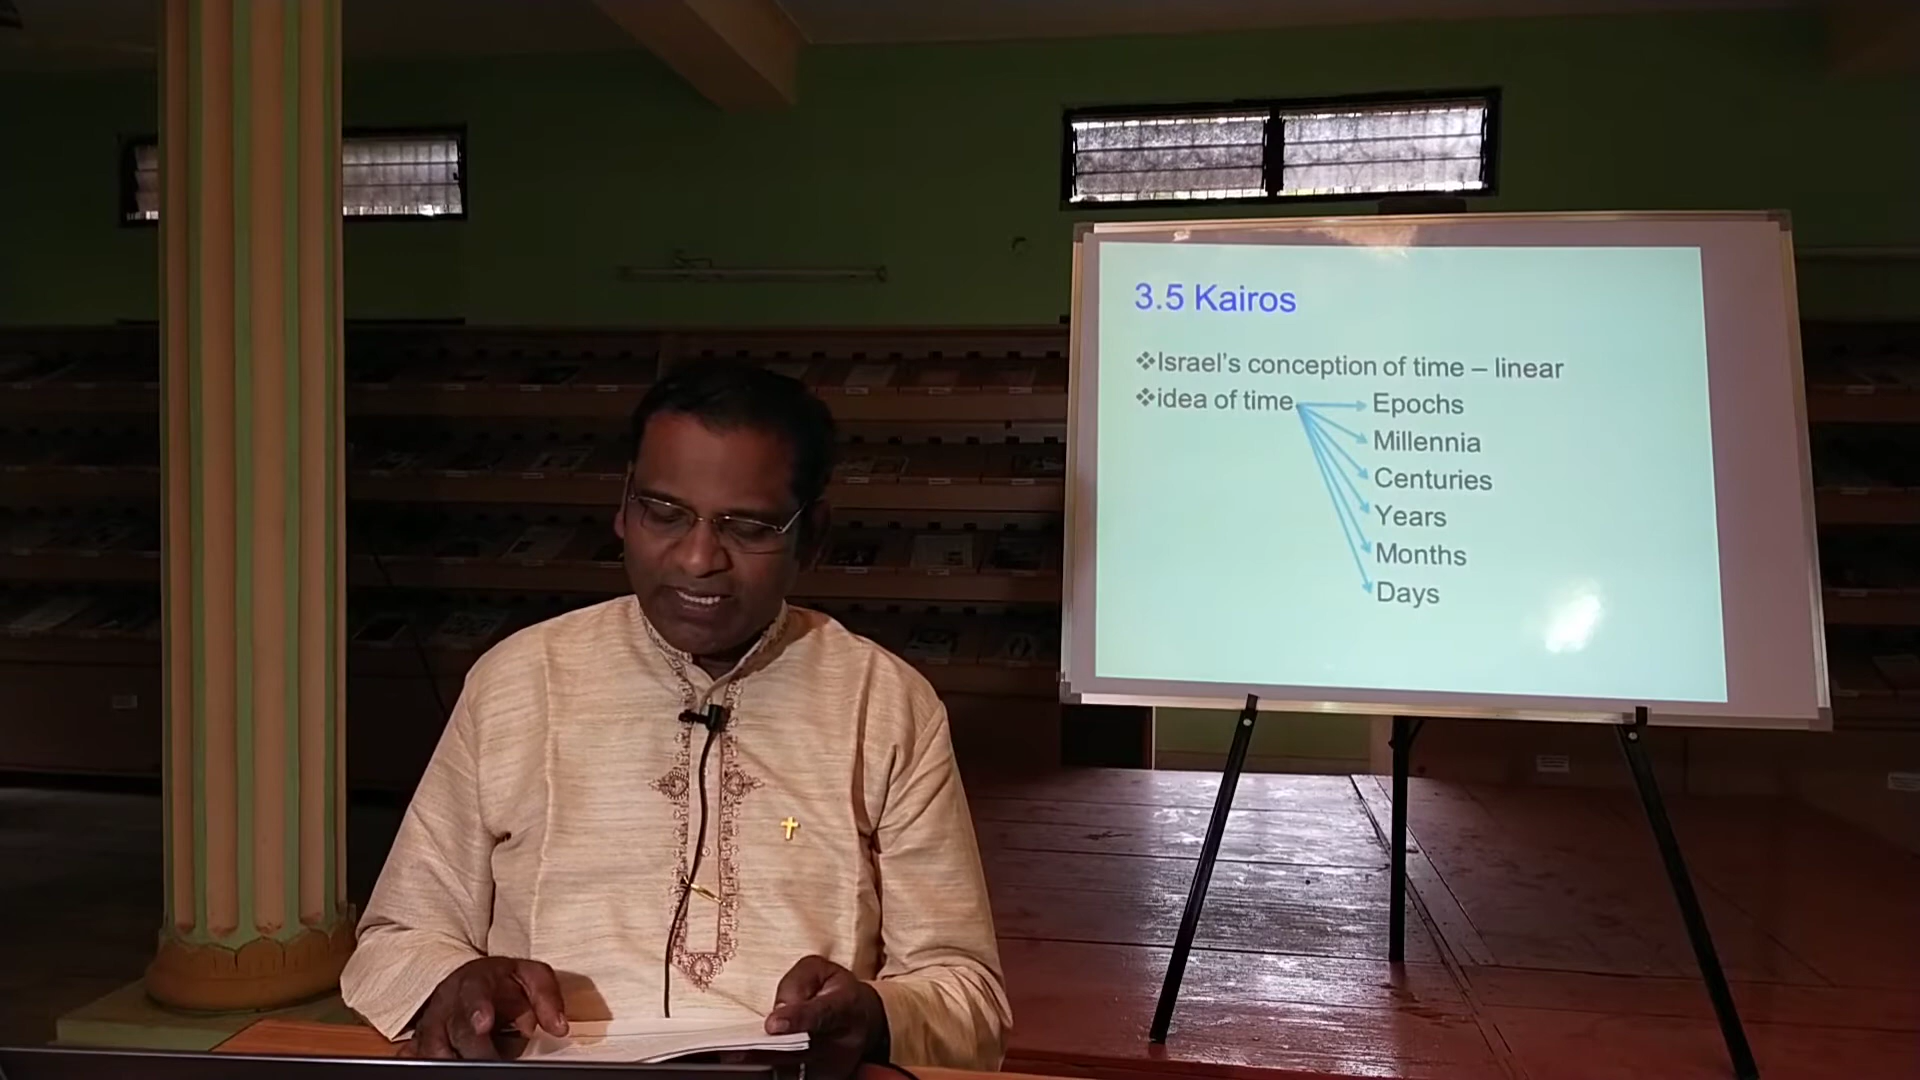 3.5 Kairos
❖Israel's conception of time – linear
❖idea of time
Epochs
Millennia
Centuries
Years
Months
Days